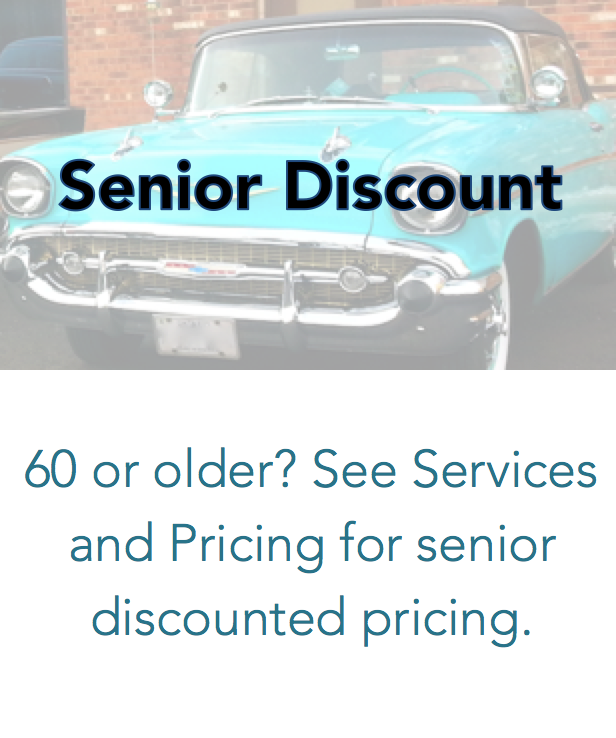 Senior Discount
60 or older? See Services
and Pricing for senior
discounted pricing.